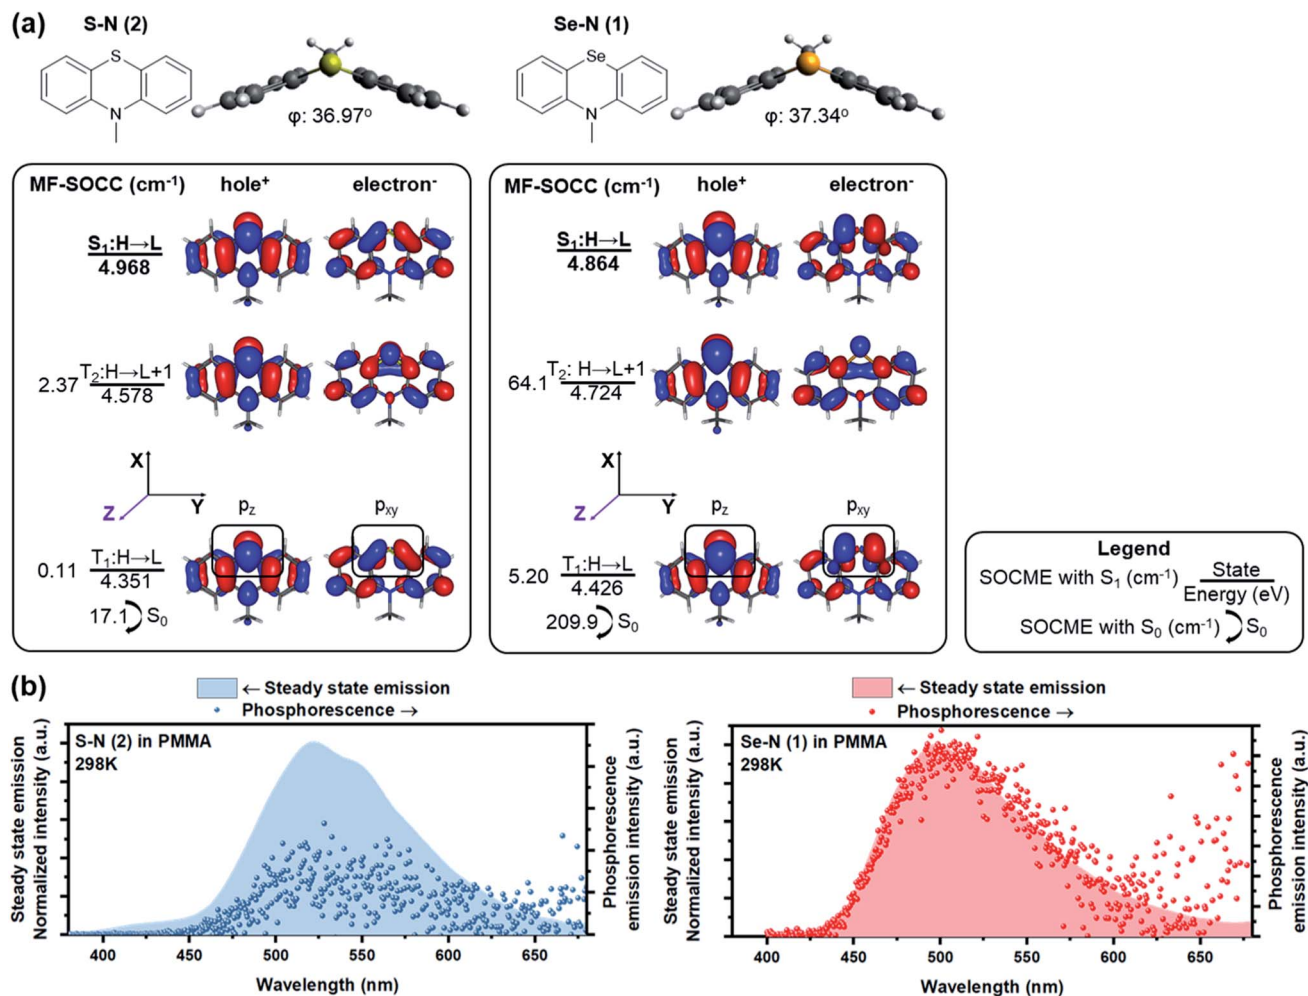 (a)
S-N (2)
S
N
φ: 36.97°
Se-N (1)
Se
N
φ: 37.34°
MF-SOCC (cm⁻¹) hole⁺ electron⁻
S₁:H→L
4.968
2.37 T₂:H→L+1
4.578
X
Y
Z
p_z
p_xy
0.11 T₁:H→L
4.351
17.1 S₀
MF-SOCC (cm⁻¹) hole⁺ electron⁻
S₁:H→L
4.864
64.1 T₂: H→L+1
4.724
X
Y
Z
p_z
p_xy
5.20 T₁:H→L
4.426
209.9 S₀
Legend
SOCME with S₁ (cm⁻¹) State
Energy (eV)
SOCME with S₀ (cm⁻¹) S₀
(b)
← Steady state emission
Phosphorescence →
S-N (2) in PMMA
298K
Steady state emission
Normalized intensity (a.u.)
Phosphorescence
emission intensity (a.u.)
400 450 500 550 600 650
Wavelength (nm)
← Steady state emission
Phosphorescence →
Se-N (1) in PMMA
298K
Steady state emission
Normalized intensity (a.u.)
Phosphorescence
emission intensity (a.u.)
400 450 500 550 600 650
Wavelength (nm)